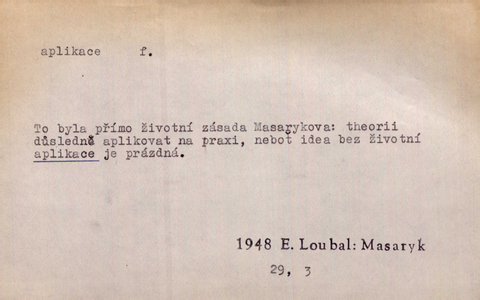 aplikace f.
To byla přímo životní zásada Masarykova: theorii
důsledně aplikovat na praxi, neboť idea bez životní
aplikace je prázdná.
1948 E. Loubal: Masaryk
29, 3